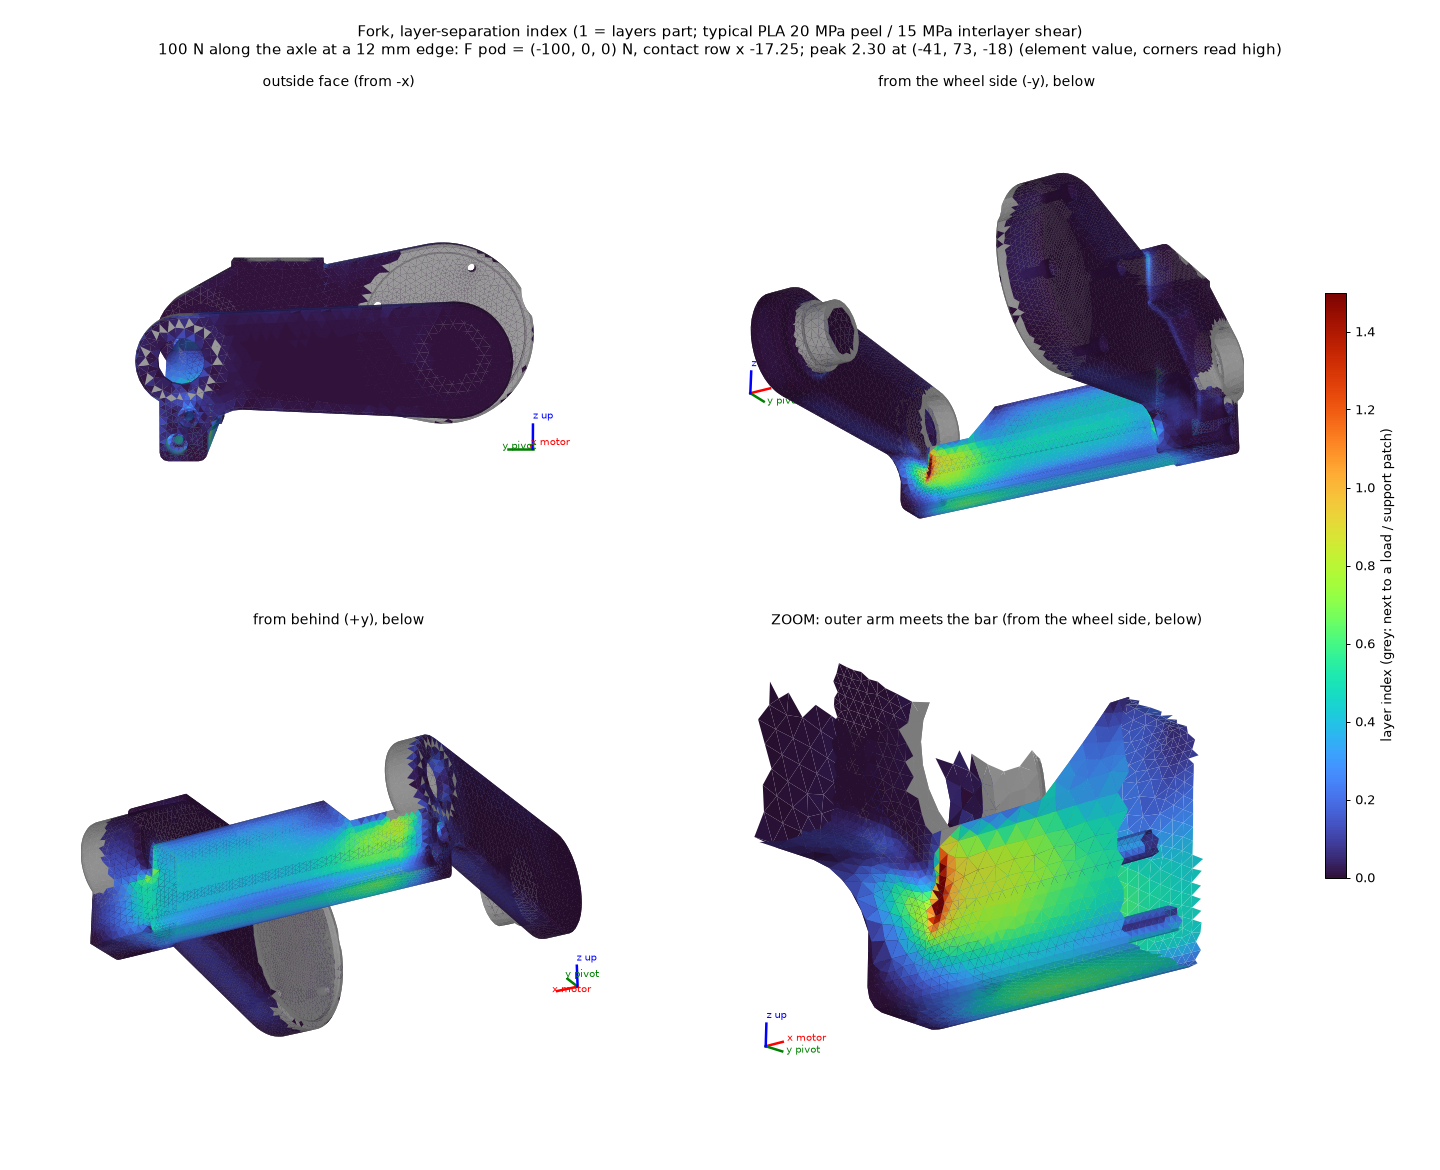 Fork, layer-separation index (1 = layers part; typical PLA 20 MPa peel / 15 MPa interlayer shear)
100 N along the axle at a 12 mm edge: F pod = (-100, 0, 0) N, contact row x -17.25; peak 2.30 at (-41, 73, -18) (element value, corners read high)
outside face (from -x)
from the wheel side (-y), below
z up
y pivot
x motor
z
y pivo
1.4
1.2
1.0
0.8
0.6
0.4
0.2
0.0
layer index (grey: next to a load / support patch)
from behind (+y), below
ZOOM: outer arm meets the bar (from the wheel side, below)
z up
y pivot
x motor
z up
x motor
y pivot